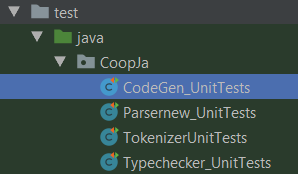 test
java
CoopJa
CodeGen_UnitTests
Parsernew_UnitTests
TokenizerUnitTests
Typechecker_UnitTests